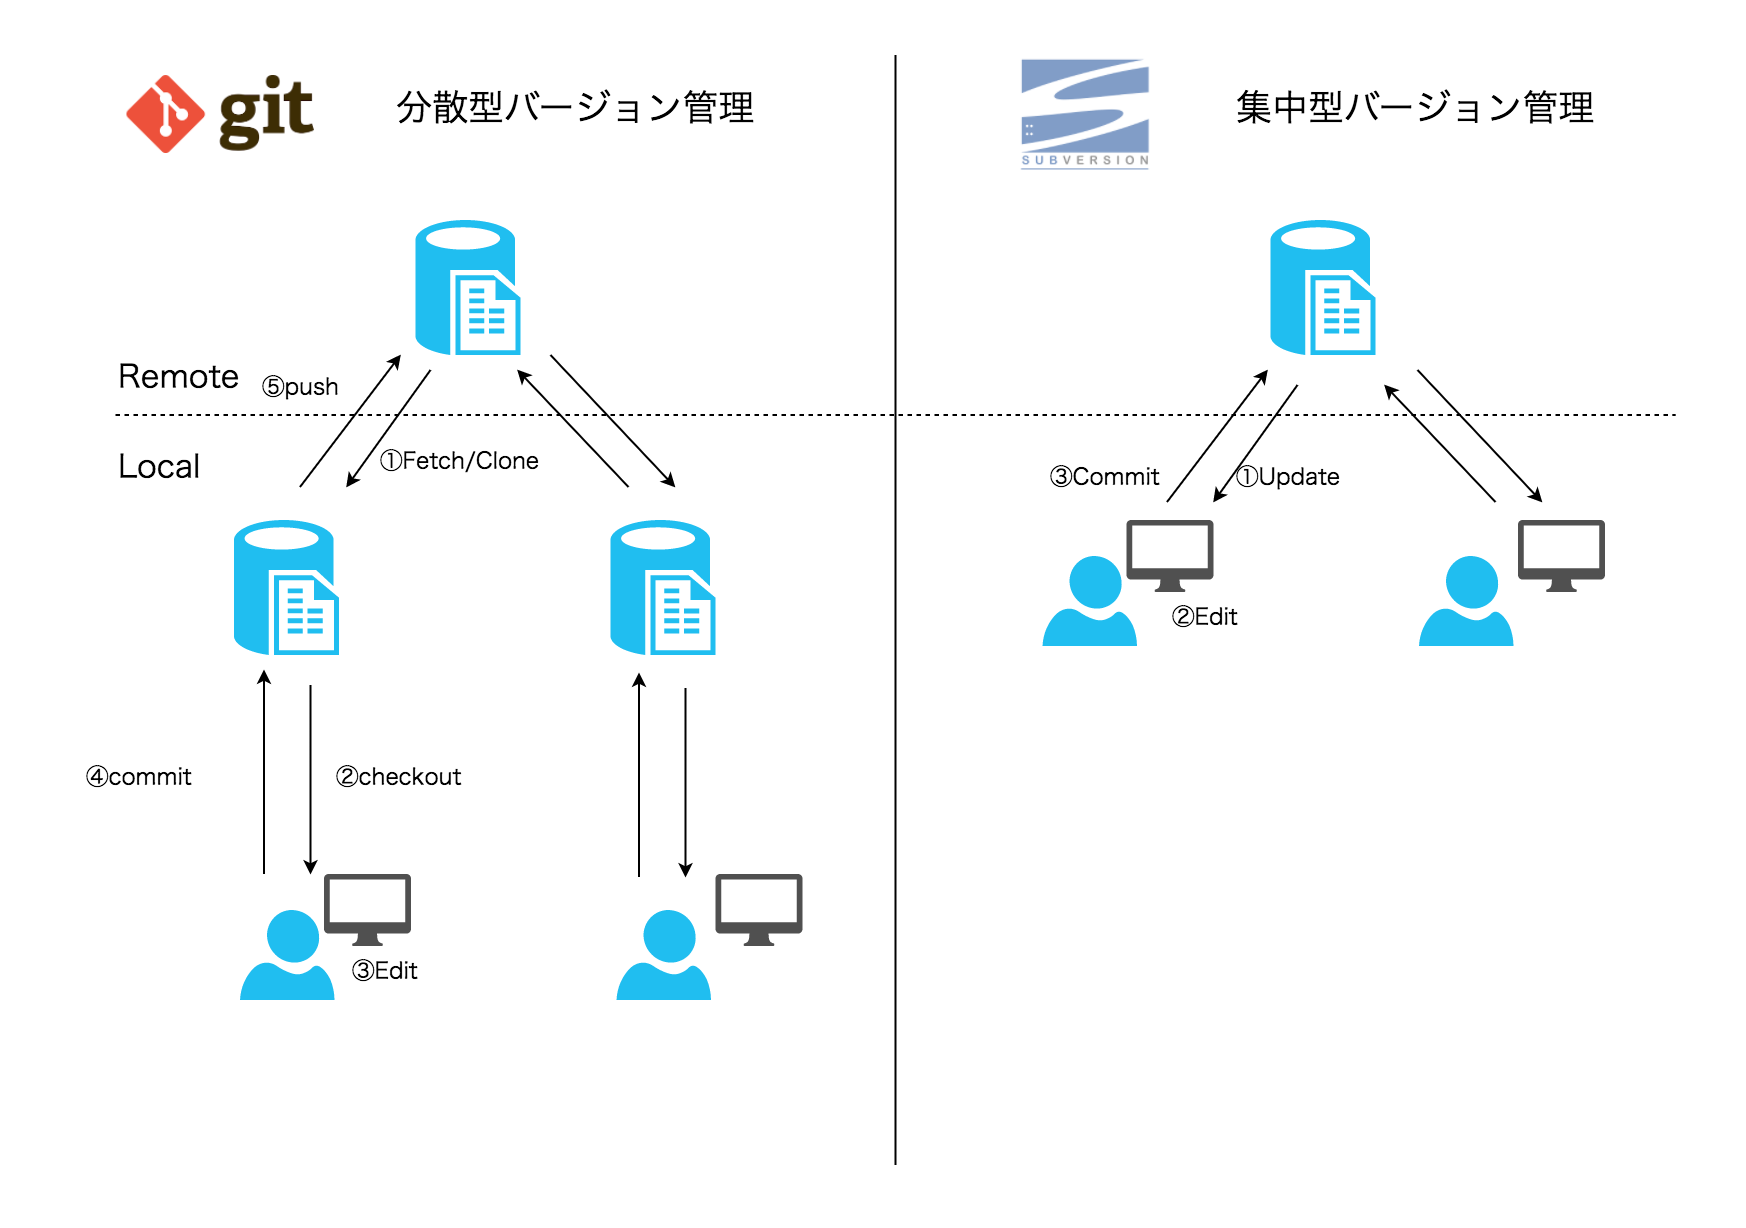 git
分散型バージョン管理
SUBVERSION
集中型バージョン管理
Remote
⑤push
Local
①Fetch/Clone
③Commit
①Update
②Edit
④commit
②checkout
③Edit